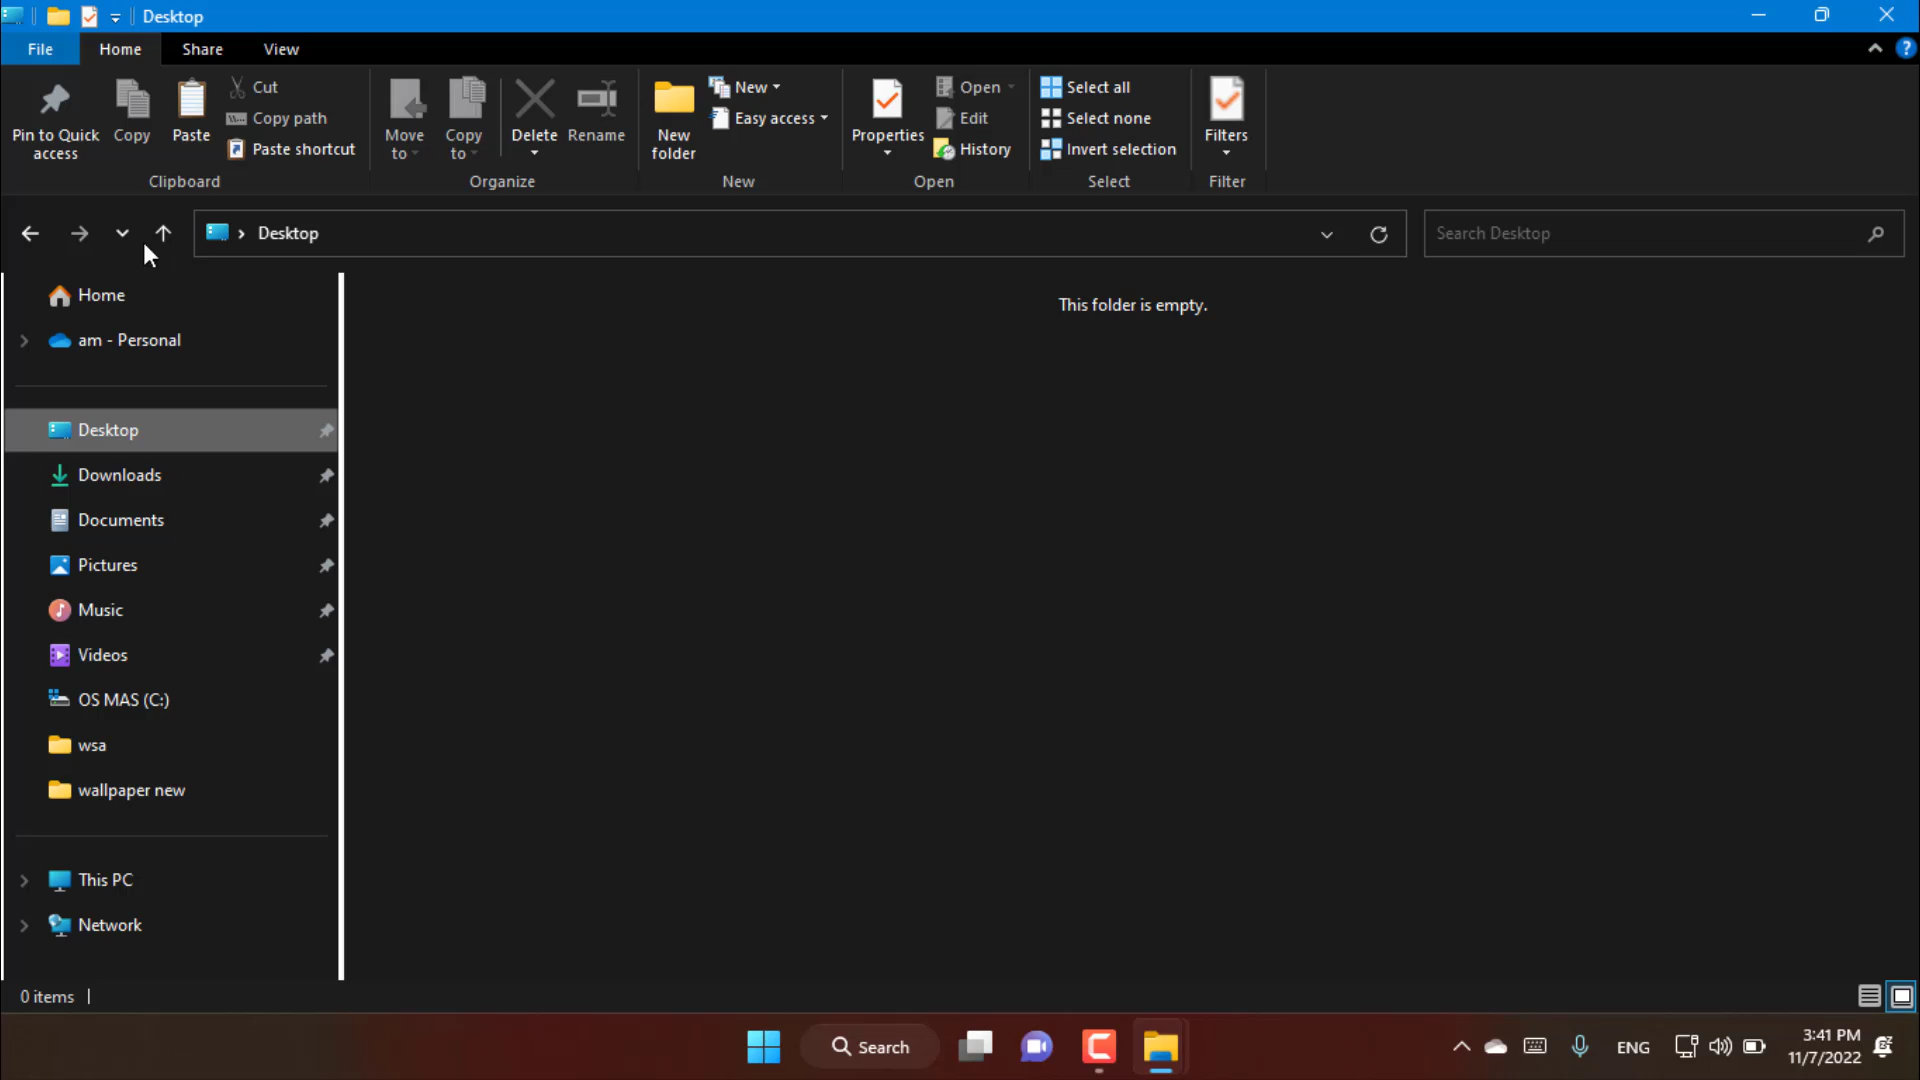 Desktop
File Home Share View
Pin to Quick access
Copy
Paste
Cut
Copy path
Paste shortcut
Clipboard
Move to
Copy to
Delete
Rename
Organize
New folder
New
Easy access
New
Properties
Open
Edit
History
Open
Select all
Select none
Invert selection
Select
Filters
Filter
Desktop
Search Desktop
Home
am - Personal
Desktop
Downloads
Documents
Pictures
Music
Videos
OS MAS (C:)
wsa
wallpaper new
This PC
Network
This folder is empty.
0 items
Search
ENG
3:41 PM
11/7/2022